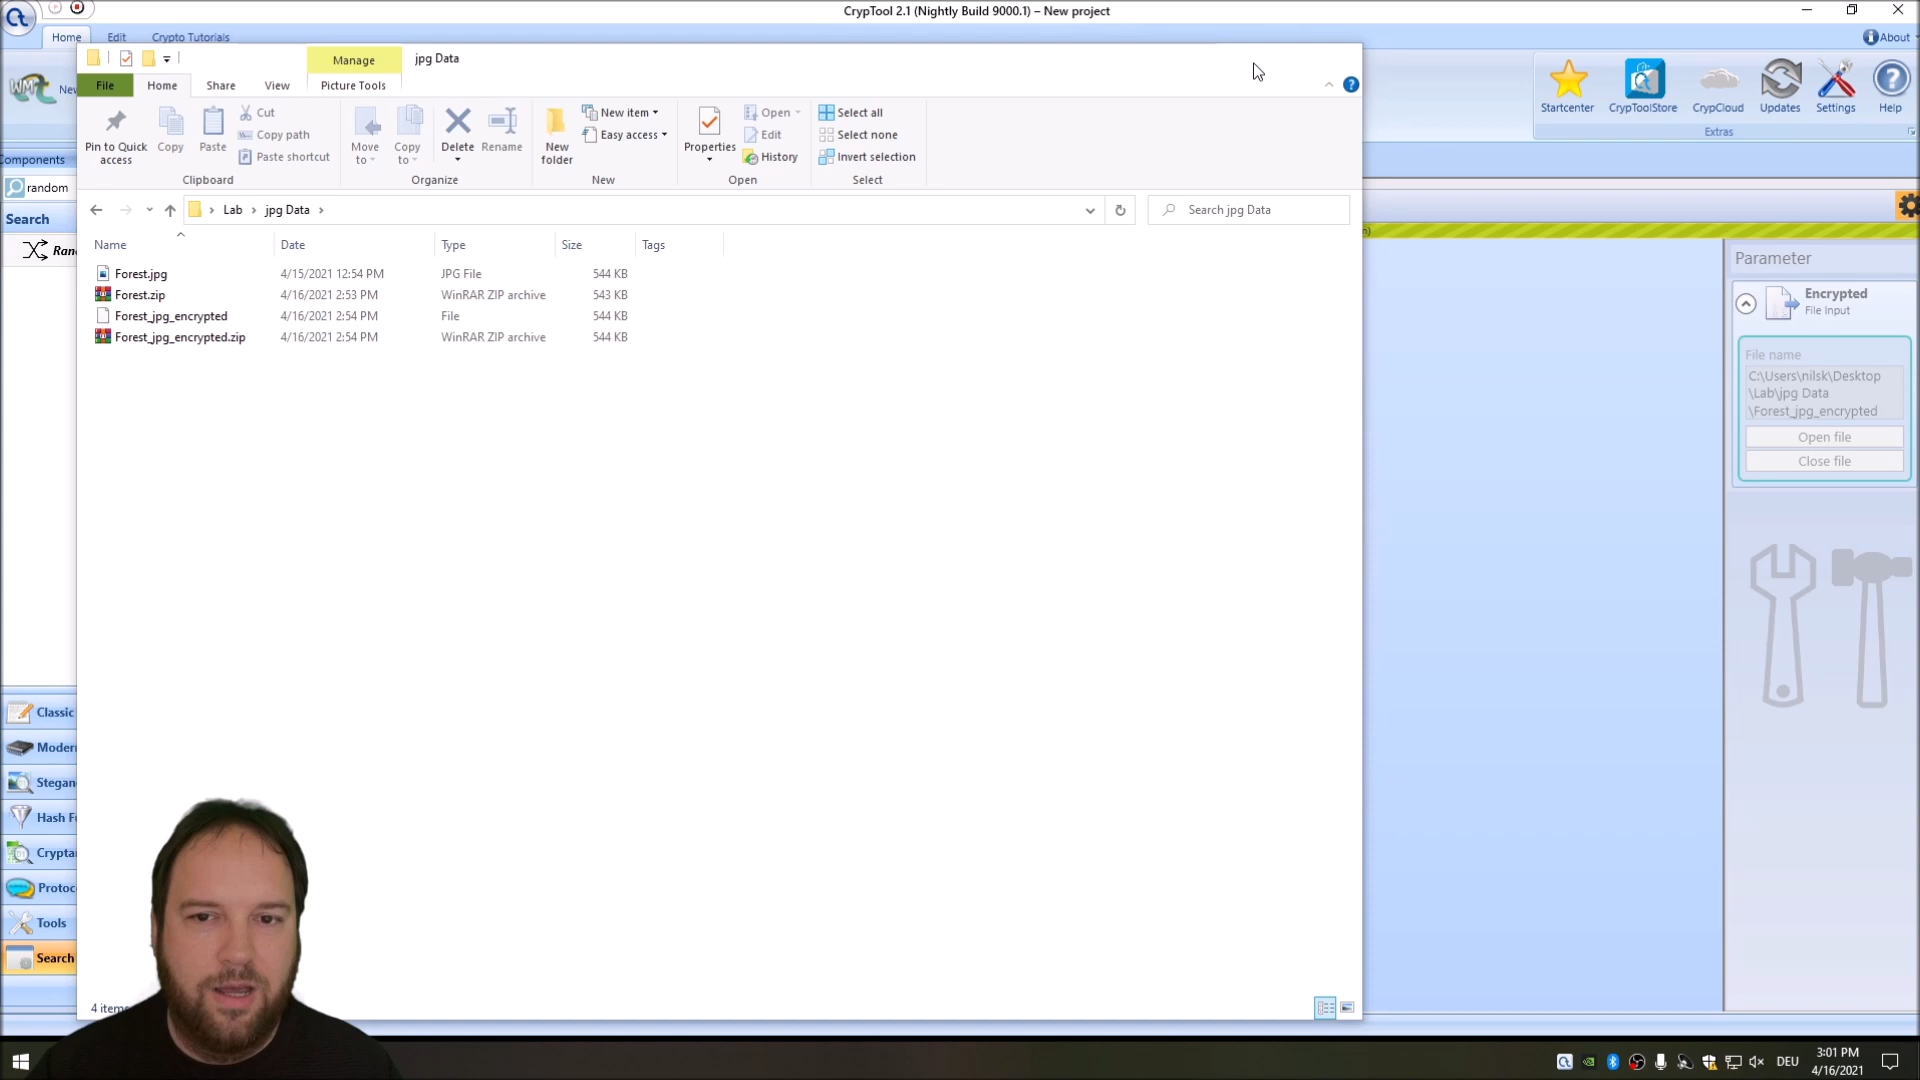 CrypTool 2.1 (Nightly Build 9000.1) – New project
Home Edit Crypto Tutorials
About
Manage
jpg Data
File Home Share View Picture Tools
Pin to Quick access
Copy
Paste
Cut
Copy path
Paste shortcut
Clipboard
Move to
Copy to
Delete
Rename
Organize
New folder
New item
Easy access
New
Properties
Open
Edit
History
Open
Select all
Select none
Invert selection
Select
Startcenter CrypToolStore CrypCloud Updates Settings Help
Extras
WMT
New
Components
random
Search
Ran
Lab › jpg Data ›
Search jpg Data
Name Date Type Size Tags
Forest.jpg 4/15/2021 12:54 PM JPG File 544 KB
Forest.zip 4/16/2021 2:53 PM WinRAR ZIP archive 543 KB
Forest_jpg_encrypted 4/16/2021 2:54 PM File 544 KB
Forest_jpg_encrypted.zip 4/16/2021 2:54 PM WinRAR ZIP archive 544 KB
Parameter
Encrypted
File Input
File name
C:\Users\nilsk\Desktop
\Lab\jpg Data
\Forest_jpg_encrypted
Open file
Close file
Classic
Modern
Stegan
Hash F
Cryptan
Protoc
Tools
Search
4 items
DEU
3:01 PM
4/16/2021